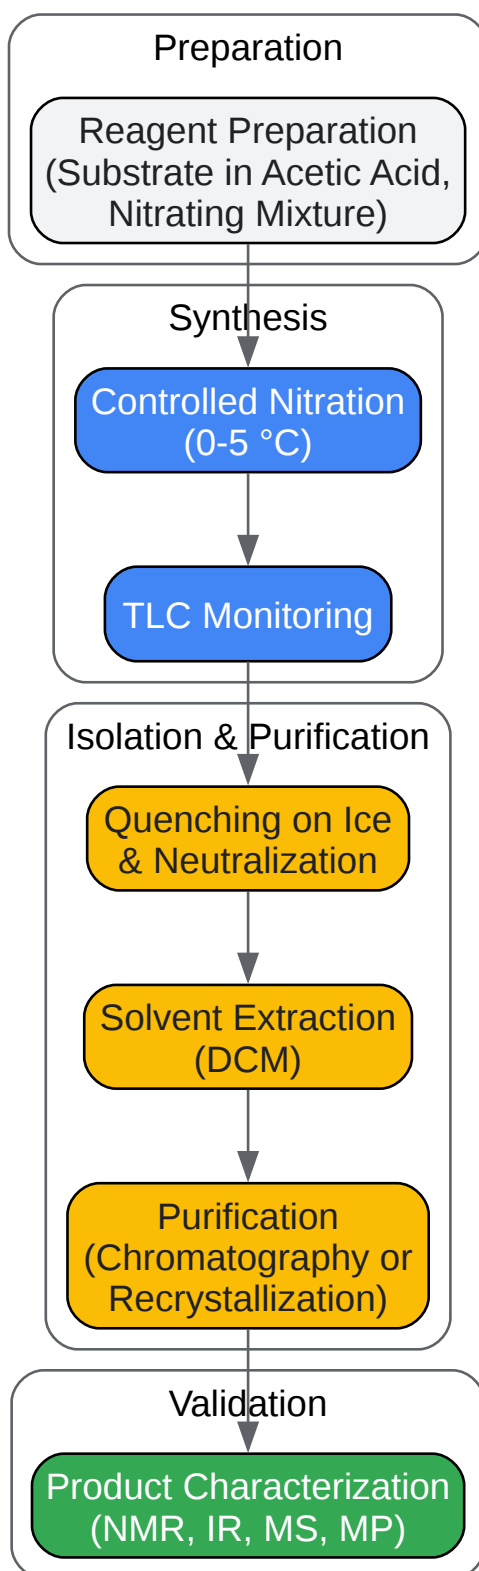 Preparation
Reagent Preparation
(Substrate in Acetic Acid,
Nitrating Mixture)
Synthesis
Controlled Nitration
(0-5 °C)
TLC Monitoring
Isolation & Purification
Quenching on Ice
& Neutralization
Solvent Extraction
(DCM)
Purification
(Chromatography or
Recrystallization)
Validation
Product Characterization
(NMR, IR, MS, MP)